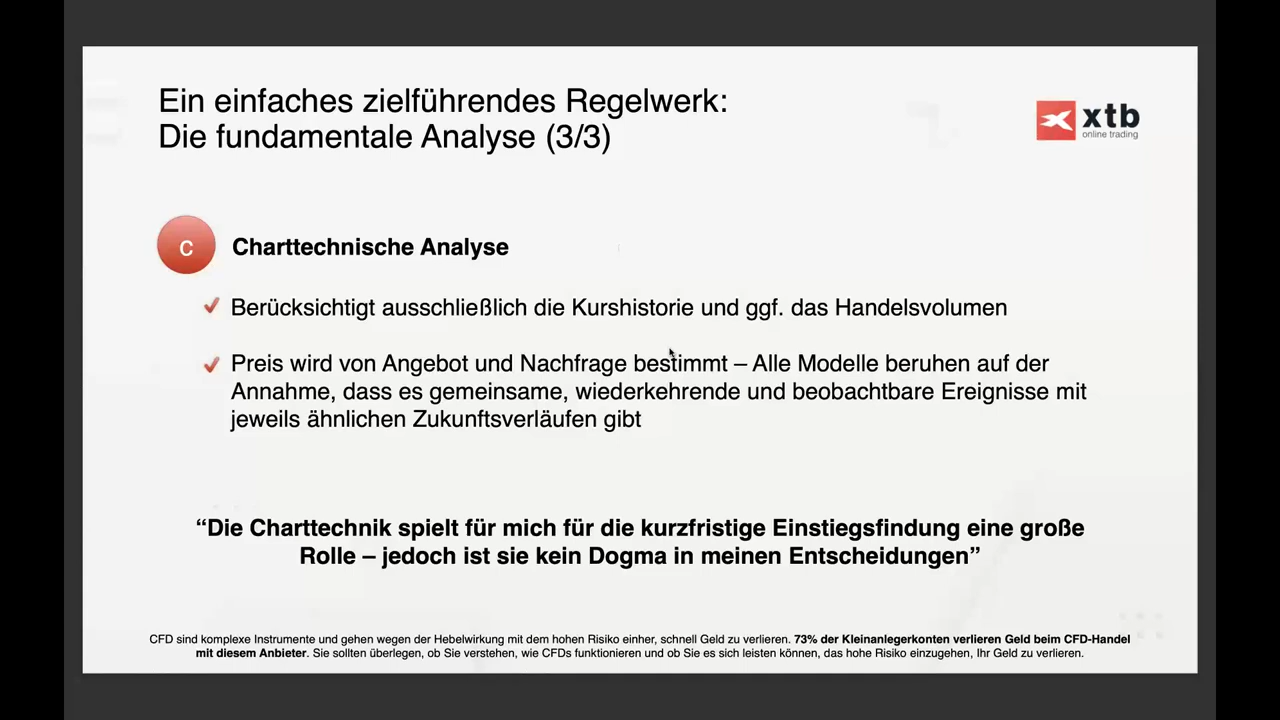 Ein einfaches zielführendes Regelwerk:
Die fundamentale Analyse (3/3)
xtb
online trading
C
Charttechnische Analyse
Berücksichtigt ausschließlich die Kurshistorie und ggf. das Handelsvolumen
Preis wird von Angebot und Nachfrage bestimmt – Alle Modelle beruhen auf der
Annahme, dass es gemeinsame, wiederkehrende und beobachtbare Ereignisse mit
jeweils ähnlichen Zukunftsverläufen gibt
“Die Charttechnik spielt für mich für die kurzfristige Einstiegsfindung eine große
Rolle – jedoch ist sie kein Dogma in meinen Entscheidungen”
CFD sind komplexe Instrumente und gehen wegen der Hebelwirkung mit dem hohen Risiko einher, schnell Geld zu verlieren. 73% der Kleinanlegerkonten verlieren Geld beim CFD-Handel
mit diesem Anbieter. Sie sollten überlegen, ob Sie verstehen, wie CFDs funktionieren und ob Sie es sich leisten können, das hohe Risiko einzugehen, Ihr Geld zu verlieren.